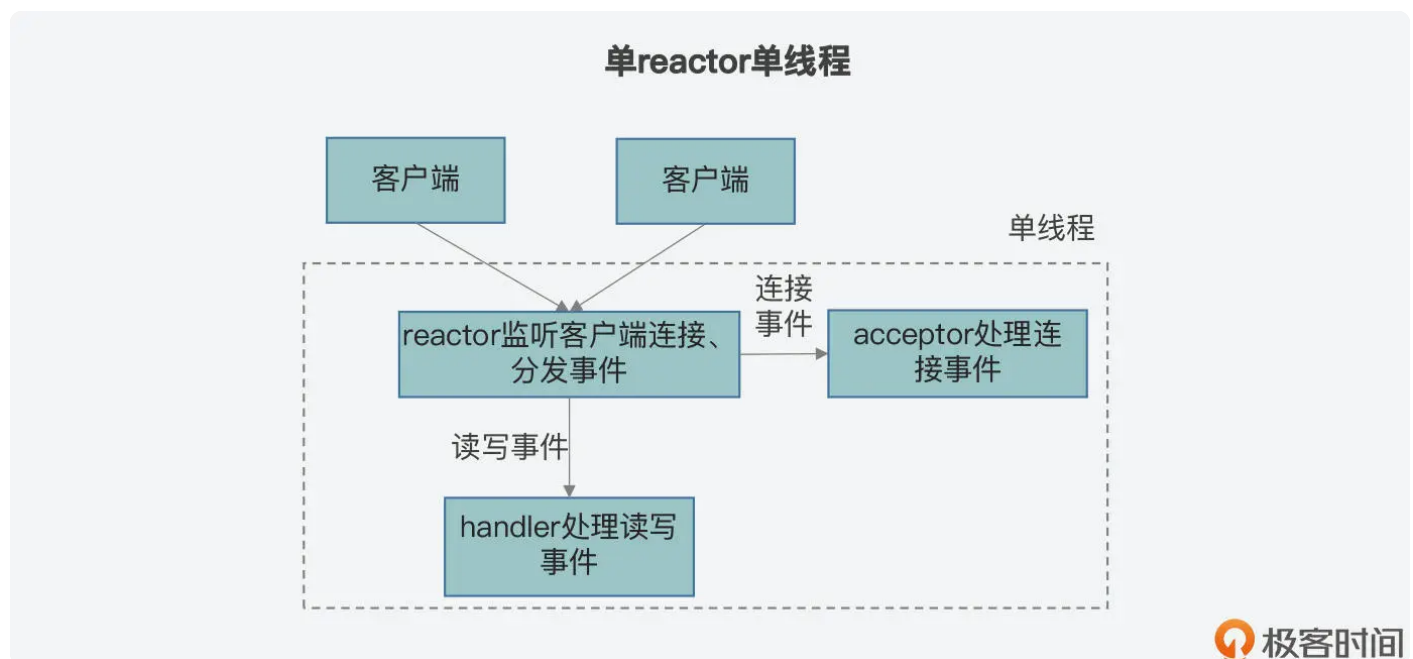 单reactor单线程
客户端
客户端
单线程
连接
事件
reactor监听客户端连接、
分发事件
acceptor处理连
接事件
读写事件
handler处理读写
事件
极客时间